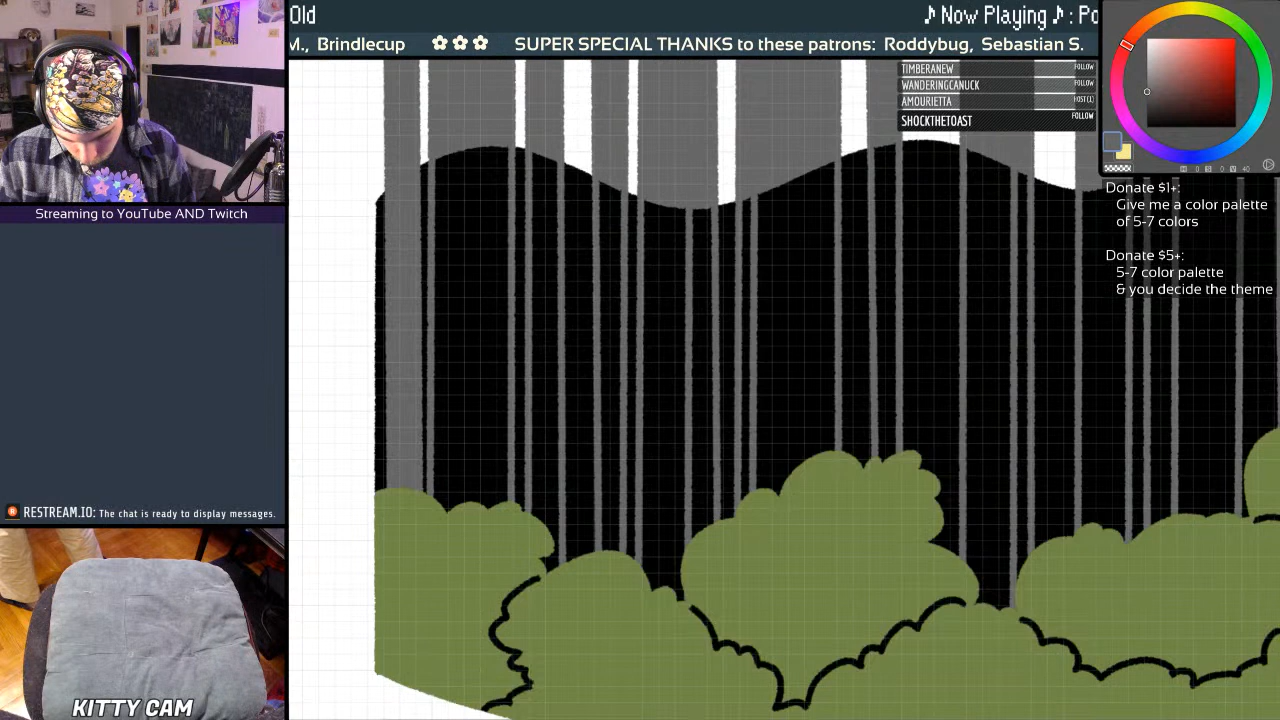 Old
♪ Now Playing ♪ : Po
M., Brindlecup ✿ ✿ ✿ SUPER SPECIAL THANKS to these patrons: Roddybug, Sebastian S.
TIMBERANEW FOLLOW
WANDERINGCANUCK FOLLOW
AMOURIETTA HOST(1)
SHOCKTHETOAST FOLLOW
Donate $1+:
Give me a color palette
of 5-7 colors
Donate $5+:
5-7 color palette
& you decide the theme
Streaming to YouTube AND Twitch
RESTREAM.IO: The chat is ready to display messages.
KITTY CAM